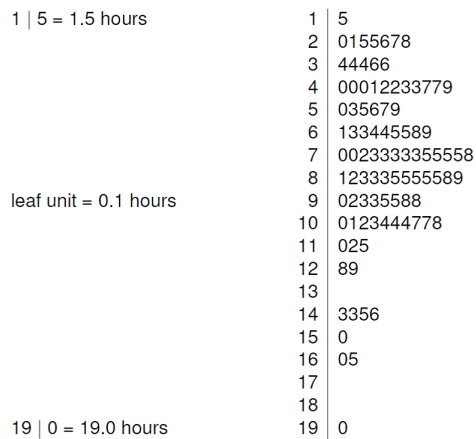 1 | 5 = 1.5 hours 1 | 5
2 | 0155678
3 | 44466
4 | 00012233779
5 | 035679
6 | 133445589
7 | 0023333355558
8 | 123335555589
leaf unit = 0.1 hours 9 | 02335588
10 | 0123444778
11 | 025
12 | 89
13 |
14 | 3356
15 | 0
16 | 05
17 |
18 |
19 | 0 = 19.0 hours 19 | 0